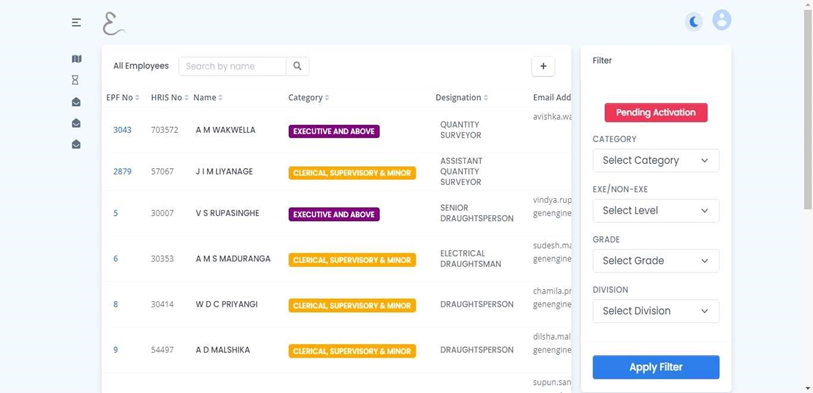 All Employees
Search by name
+
EPF No HRIS No Name Category Designation Email Add
3043 703572 A M WAKWELLA EXECUTIVE AND ABOVE QUANTITY SURVEYOR avishka.wa
2879 57067 J I M LIYANAGE CLERICAL, SUPERVISORY & MINOR ASSISTANT QUANTITY SURVEYOR
5 30007 V S RUPASINGHE EXECUTIVE AND ABOVE SENIOR DRAUGHTSPERSON vindya.rup genengine
6 30353 A M S MADURANGA CLERICAL, SUPERVISORY & MINOR ELECTRICAL DRAUGHTSMAN sudesh.ma genengine
8 30414 W D C PRIYANGI CLERICAL, SUPERVISORY & MINOR DRAUGHTSPERSON chamila.pr genengine
9 54497 A D MALSHIKA CLERICAL, SUPERVISORY & MINOR DRAUGHTSPERSON dilsha.mal genengine
supun.san
Filter
Pending Activation
CATEGORY
Select Category
EXE/NON-EXE
Select Level
GRADE
Select Grade
DIVISION
Select Division
Apply Filter